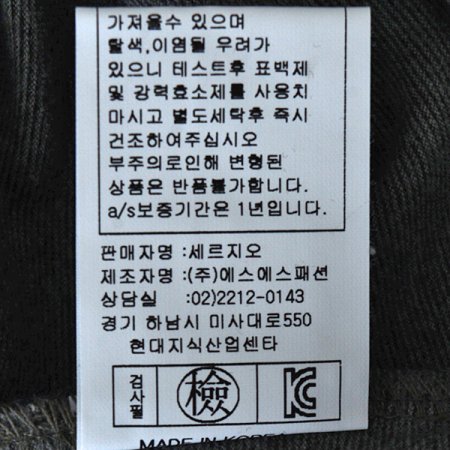 가져올수 있으며
탈색,이염될 우려가
있으니 테스트후 표백제
및 강력효소제를 사용치
마시고 별도세탁후 즉시
건조하여주십시오
부주의로인해 변형된
상품은 반품불가합니다.
a/s보증기간은 1년입니다.
판매자명 : 세르지오
제조자명 : (주)에스에스패션
상담실 : 02)2212-0143
경기 하남시 미사대로550
현대지식산업센타
검사필 檢 KC
MADE IN KOREA